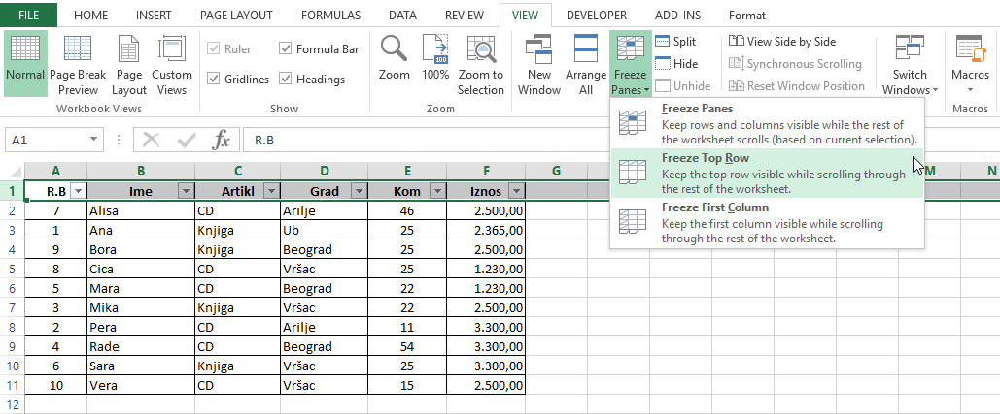 FILE HOME INSERT PAGE LAYOUT FORMULAS DATA REVIEW VIEW DEVELOPER ADD-INS Format
Normal
Page Break Preview
Page Layout
Custom Views
Workbook Views
Ruler
Formula Bar
Gridlines
Headings
Show
Zoom
100
100%
Zoom to Selection
Zoom
New Window
Arrange All
Freeze Panes
Split
Hide
Unhide
View Side by Side
Synchronous Scrolling
Reset Window Position
Switch Windows
Macros
Macros
Freeze Panes
Keep rows and columns visible while the rest of
the worksheet scrolls (based on current selection).
Freeze Top Row
Keep the top row visible while scrolling through
the rest of the worksheet.
Freeze First Column
Keep the first column visible while scrolling
through the rest of the worksheet.
A1 fx R.B
A B C D E F G M N
1 R.B Ime Artikl Grad Kom Iznos
2 7 Alisa CD Arilje 46 2.500,00
3 1 Ana Knjiga Ub 25 2.365,00
4 9 Bora Knjiga Beograd 25 2.500,00
5 8 Cica CD Vršac 25 1.230,00
6 5 Mara CD Beograd 22 1.230,00
7 3 Mika Knjiga Vršac 22 2.500,00
8 2 Pera CD Arilje 11 3.300,00
9 4 Rade CD Beograd 54 3.300,00
10 6 Sara Knjiga Vršac 25 3.300,00
11 10 Vera CD Vršac 15 2.500,00
12